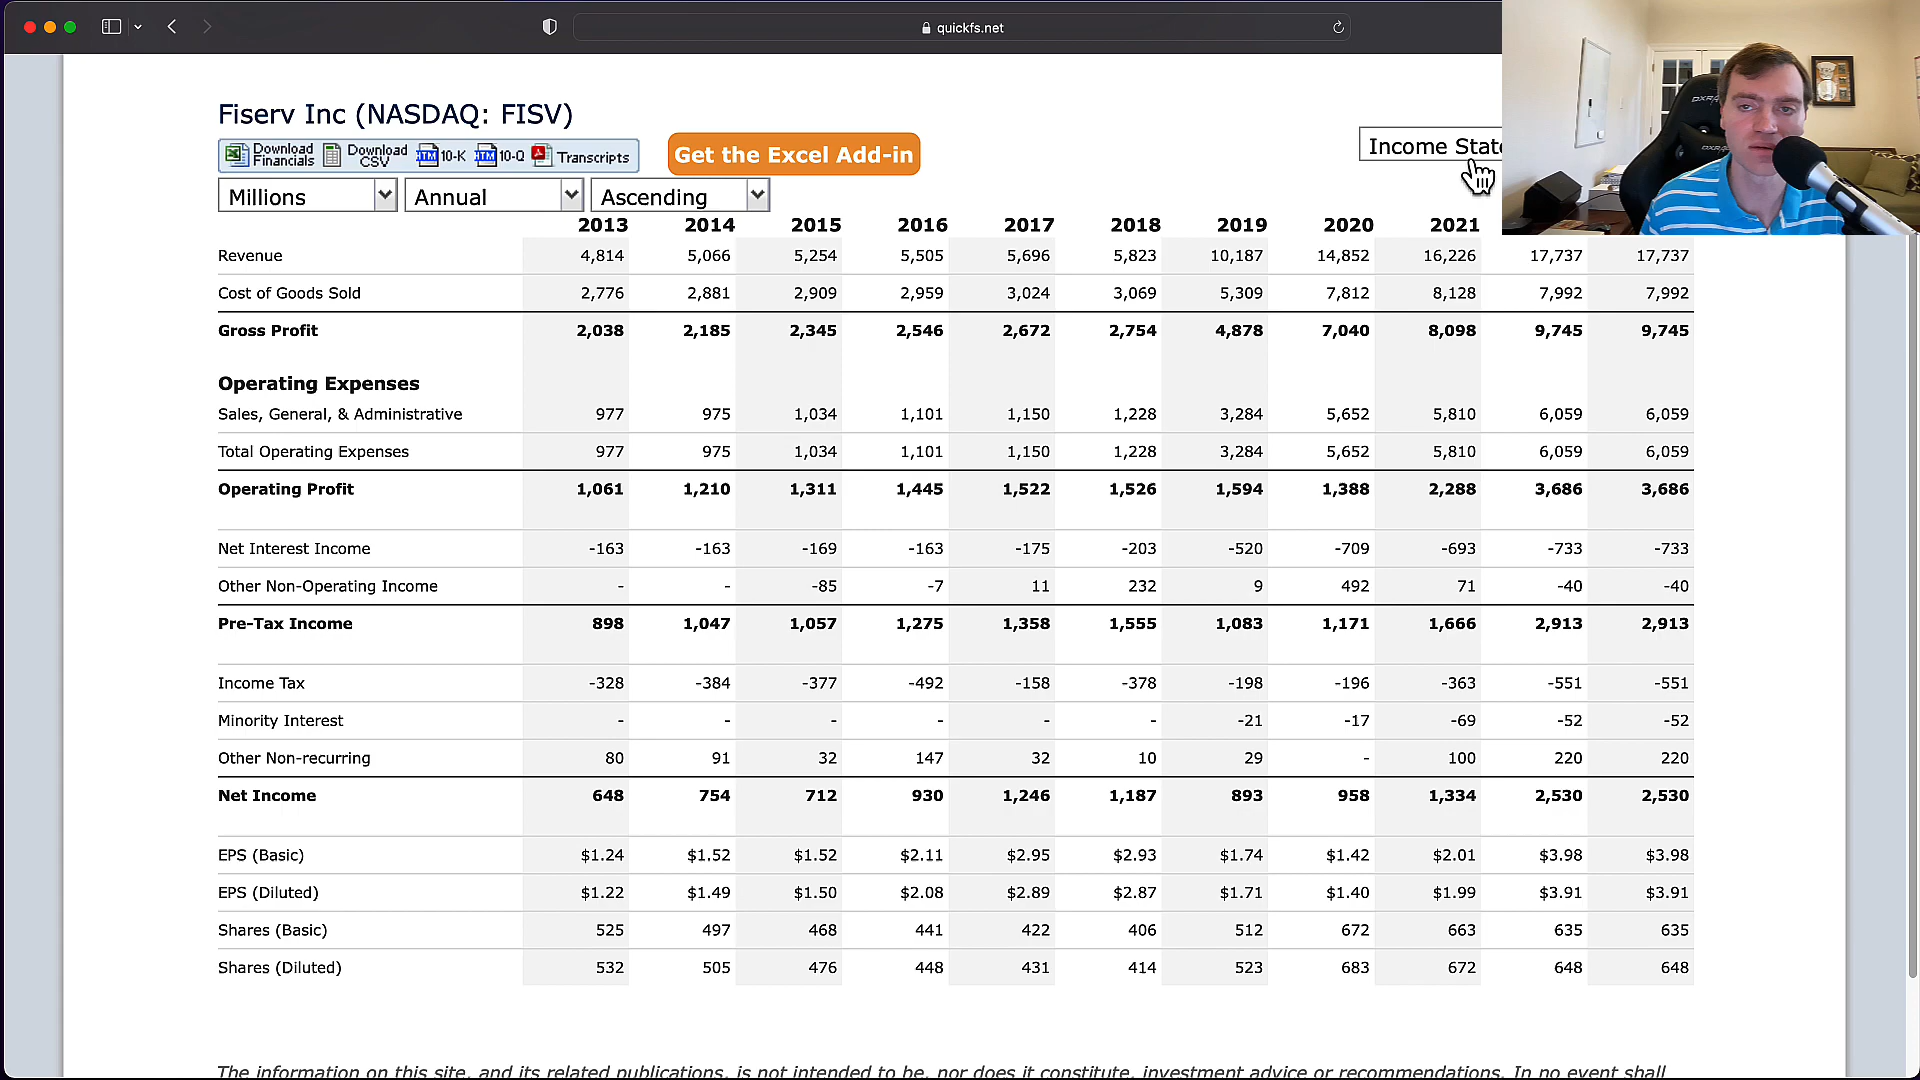 quickfs.net
Fiserv Inc (NASDAQ: FISV)
Download Financials Download CSV 10-K 10-Q Transcripts
Get the Excel Add-in
Income State
Millions Annual Ascending
2013 2014 2015 2016 2017 2018 2019 2020 2021
Revenue 4,814 5,066 5,254 5,505 5,696 5,823 10,187 14,852 16,226 17,737 17,737
Cost of Goods Sold 2,776 2,881 2,909 2,959 3,024 3,069 5,309 7,812 8,128 7,992 7,992
Gross Profit 2,038 2,185 2,345 2,546 2,672 2,754 4,878 7,040 8,098 9,745 9,745
Operating Expenses
Sales, General, & Administrative 977 975 1,034 1,101 1,150 1,228 3,284 5,652 5,810 6,059 6,059
Total Operating Expenses 977 975 1,034 1,101 1,150 1,228 3,284 5,652 5,810 6,059 6,059
Operating Profit 1,061 1,210 1,311 1,445 1,522 1,526 1,594 1,388 2,288 3,686 3,686
Net Interest Income -163 -163 -169 -163 -175 -203 -520 -709 -693 -733 -733
Other Non-Operating Income - - -85 -7 11 232 9 492 71 -40 -40
Pre-Tax Income 898 1,047 1,057 1,275 1,358 1,555 1,083 1,171 1,666 2,913 2,913
Income Tax -328 -384 -377 -492 -158 -378 -198 -196 -363 -551 -551
Minority Interest - - - - - - -21 -17 -69 -52 -52
Other Non-recurring 80 91 32 147 32 10 29 - 100 220 220
Net Income 648 754 712 930 1,246 1,187 893 958 1,334 2,530 2,530
EPS (Basic) $1.24 $1.52 $1.52 $2.11 $2.95 $2.93 $1.74 $1.42 $2.01 $3.98 $3.98
EPS (Diluted) $1.22 $1.49 $1.50 $2.08 $2.89 $2.87 $1.71 $1.40 $1.99 $3.91 $3.91
Shares (Basic) 525 497 468 441 422 406 512 672 663 635 635
Shares (Diluted) 532 505 476 448 431 414 523 683 672 648 648
The information on this site, and its related publications, is not intended to be, nor does it constitute, investment advice or recommendations. In no event shall